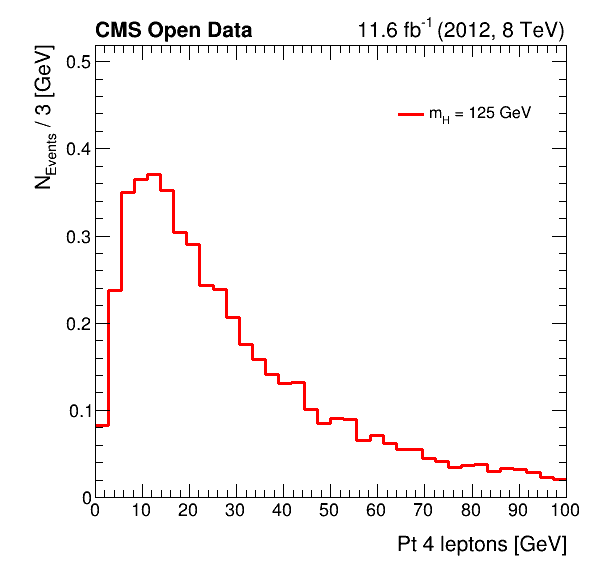 CMS Open Data
11.6 fb⁻¹ (2012, 8 TeV)
N_Events / 3 [GeV]
m_H = 125 GeV
0.5
0.4
0.3
0.2
0.1
0
0 10 20 30 40 50 60 70 80 90 100
Pt 4 leptons [GeV]